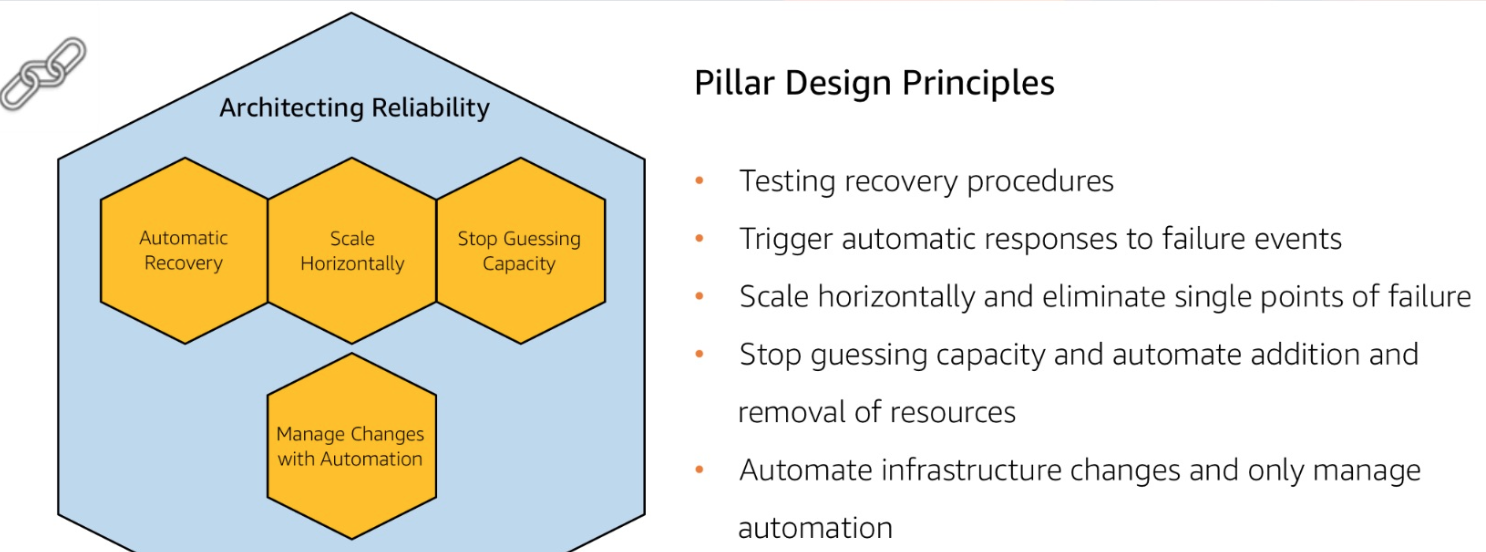 Architecting Reliability
Automatic
Recovery
Scale
Horizontally
Stop Guessing
Capacity
Manage Changes
with Automation
Pillar Design Principles
• Testing recovery procedures
• Trigger automatic responses to failure events
• Scale horizontally and eliminate single points of failure
• Stop guessing capacity and automate addition and
removal of resources
• Automate infrastructure changes and only manage
automation